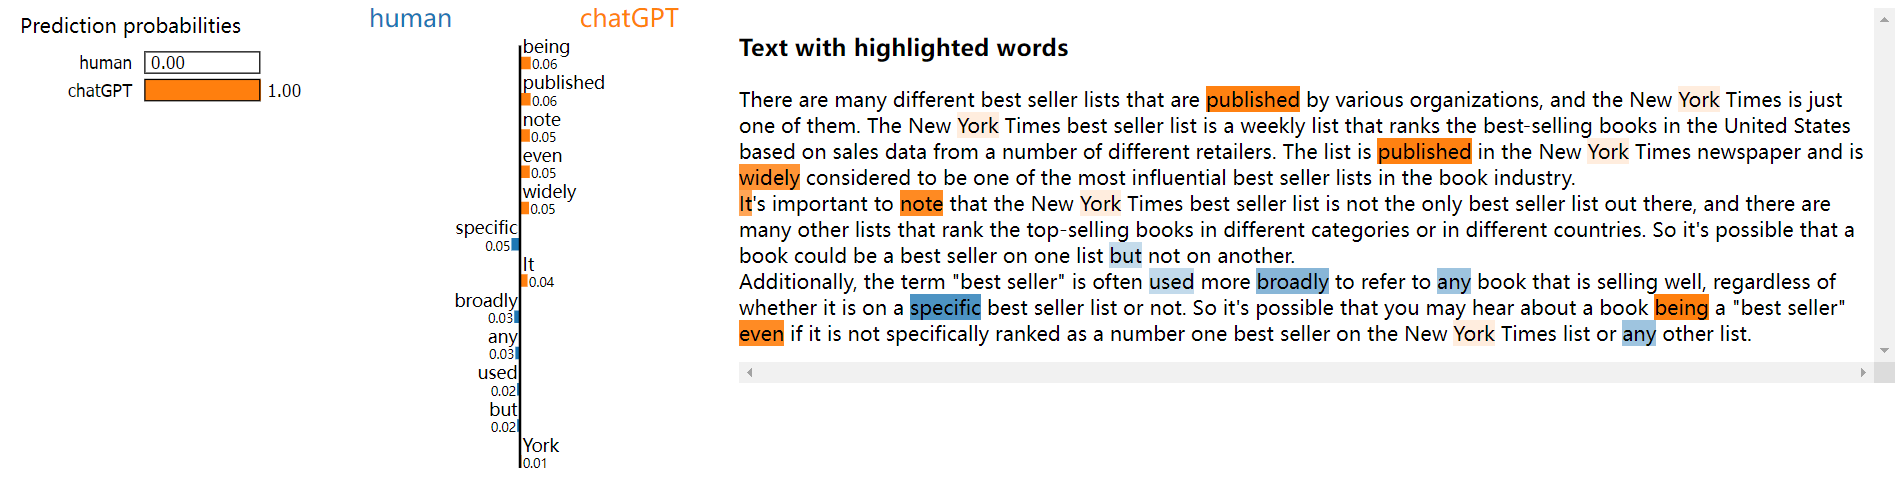 Prediction probabilities
human 0.00
chatGPT 1.00
human chatGPT
being
0.06
published
0.06
note
0.05
even
0.05
widely
0.05
specific
0.05
It
0.04
broadly
0.03
any
0.03
used
0.02
but
0.02
York
0.01
Text with highlighted words
There are many different best seller lists that are published by various organizations, and the New York Times is just
one of them. The New York Times best seller list is a weekly list that ranks the best-selling books in the United States
based on sales data from a number of different retailers. The list is published in the New York Times newspaper and is
widely considered to be one of the most influential best seller lists in the book industry.
It's important to note that the New York Times best seller list is not the only best seller list out there, and there are
many other lists that rank the top-selling books in different categories or in different countries. So it's possible that a
book could be a best seller on one list but not on another.
Additionally, the term "best seller" is often used more broadly to refer to any book that is selling well, regardless of
whether it is on a specific best seller list or not. So it's possible that you may hear about a book being a "best seller"
even if it is not specifically ranked as a number one best seller on the New York Times list or any other list.